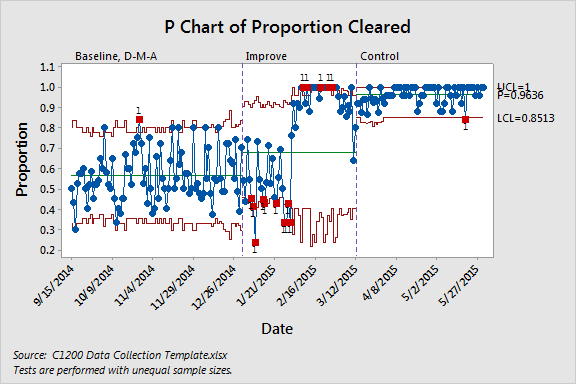 P Chart of Proportion Cleared
Baseline, D-M-A
Improve
Control
1.1
1.0
0.9
0.8
0.7
0.6
0.5
0.4
0.3
0.2
Proportion
1
11
1
11
1
1
1
1
1
1
1
UCL=1
P=0.9636
LCL=0.8513
9/15/2014
10/9/2014
11/4/2014
11/29/2014
12/26/2014
1/21/2015
2/16/2015
3/12/2015
4/8/2015
5/2/2015
5/27/2015
Date
Source: C1200 Data Collection Template.xlsx
Tests are performed with unequal sample sizes.